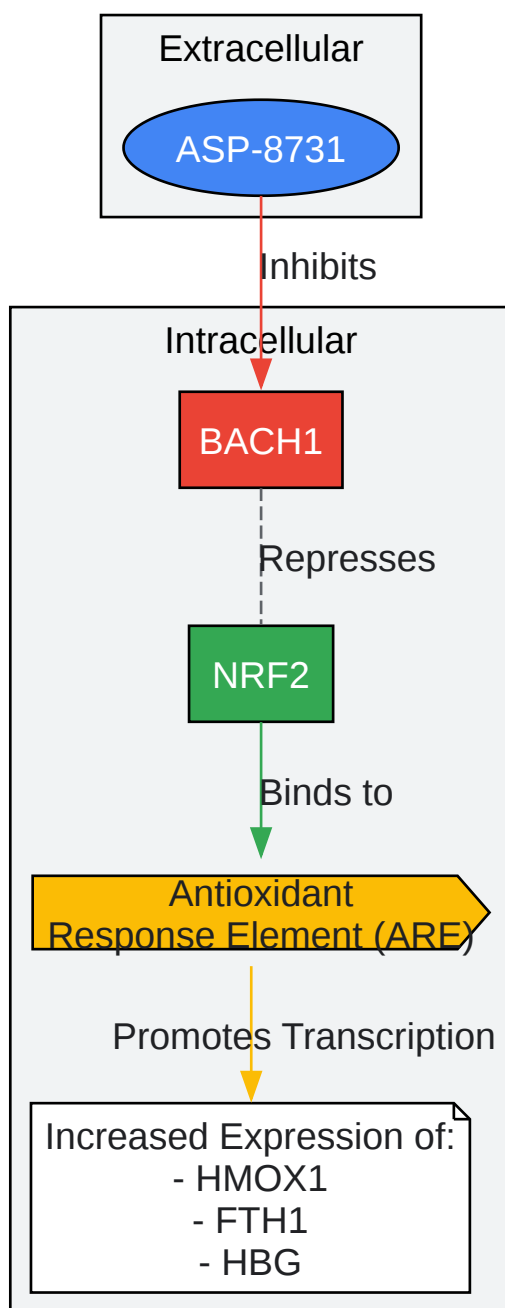 Extracellular
ASP-8731
Inhibits
Intracellular
BACH1
Represses
NRF2
Binds to
Antioxidant
Response Element (ARE)
Promotes Transcription
Increased Expression of:
- HMOX1
- FTH1
- HBG